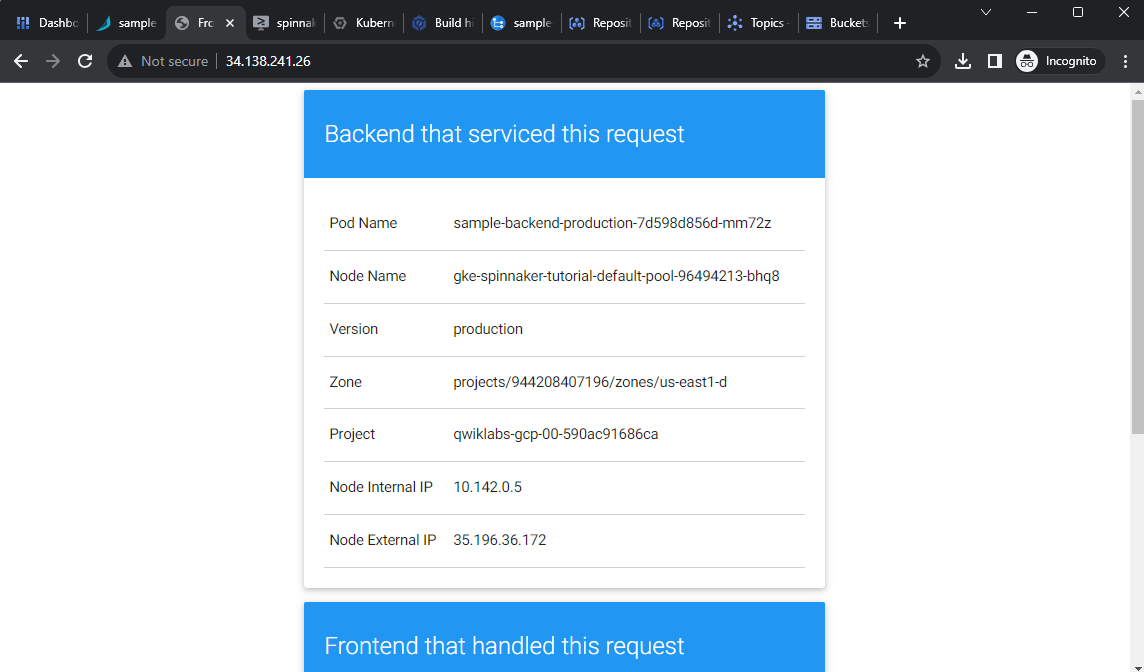 Dashbo
sample
Fro
spinnak
Kubern
Build hi
sample-
Reposit
Reposit
Topics -
Buckets
Not secure
34.138.241.26
Incognito
Backend that serviced this request
Pod Name sample-backend-production-7d598d856d-mm72z
Node Name gke-spinnaker-tutorial-default-pool-96494213-bhq8
Version production
Zone projects/944208407196/zones/us-east1-d
Project qwiklabs-gcp-00-590ac91686ca
Node Internal IP 10.142.0.5
Node External IP 35.196.36.172
Frontend that handled this request